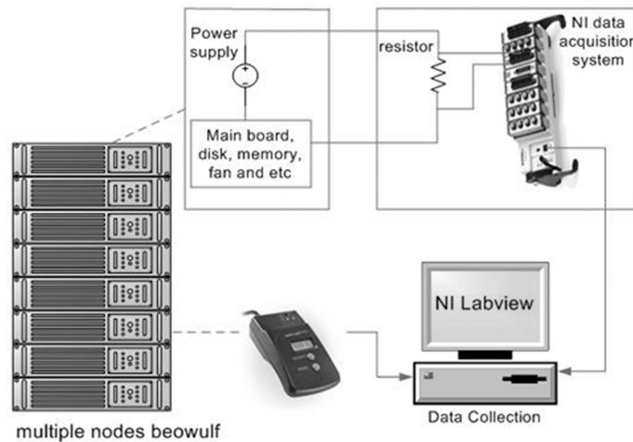 Power
supply
Main board,
disk, memory,
fan and etc
resistor
NI data
acquisition
system
NI Labview
Data Collection
multiple nodes beowulf